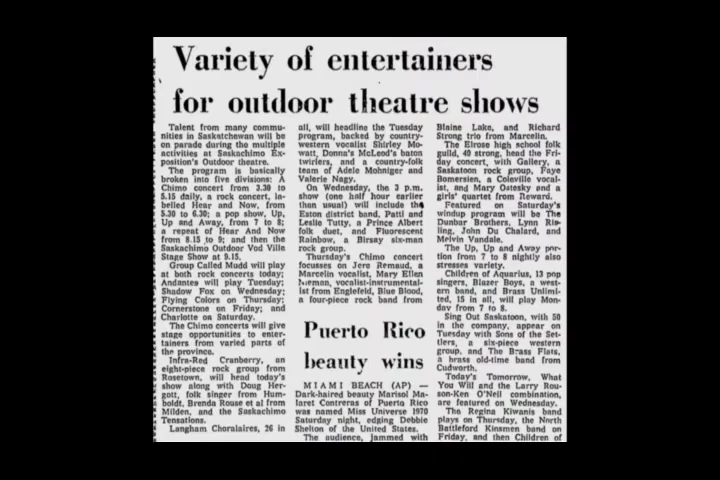 Variety of entertainers
for outdoor theatre shows
Talent from many commu-
nities in Saskatchewan will be
on parade during the multiple
activities at Saskachimo Ex-
position's Outdoor theatre.
The program is basically
broken into five divisions: A
Chimo concert from 3.30 to
5.15 daily, a rock concert, la-
belled Hear and Now, from
5.30 to 6.30; a pop show, Up,
Up and Away, from 7 to 8;
a repeat of Hear and Now
from 8.15 to 9; and then the
Saskachimo Outdoor Vod Ville
Stage Show at 9.15.
Group Called Mudd will play
at both rock concerts today;
Andantes will play Tuesday;
Shadow Fox on Wednesday;
Flying Colors on Thursday;
Cornerstone on Friday; and
Charlotte on Saturday.
The Chimo concerts will give
stage opportunities to enter-
tainers from varied parts of
the province.
Infra-Red Cranberry, an
eight-piece rock group from
Rosetown, will head today's
show along with Doug Her-
gott, folk singer from Hum-
boldt, Brenda Rouse et al from
Milden, and the Saskachimo
Tensations.
Langham Choralaires, 26 in
all, will headline the Tuesday
program, backed by country-
western vocalist Shirley Mo-
watt, Donna's McLeod's baton
twirlers, and a country-folk
team of Adele Mohniger and
Valerie Nagy.
On Wednesday, the 3 p.m.
show (one half hour earlier
than usual) will include the
Eston district band, Patti and
Leslie Tutty, a Prince Albert
folk duet, and Fluorescent
Rainbow, a Birsay six-man
rock group.
Thursday's Chimo concert
focusses on Jere Remaud, a
Marcelin vocalist, Mary Ellen
vocalist-instrumental-
ist from Englefeld, Blue Blood,
a four-piece rock band from
Blaine Lake, and Richard
Strong trio from Marcelin.
The Elrose high school folk
guild, 40 strong, head the Fri-
day concert, with Gallery, a
Saskatoon rock group, Faye
Bomersien, a Coleville vocal-
ist, and Mary Ostesky and a
girls' quartet from Reward.
Featured on Saturday's
windup program will be The
Dunbar Brothers, Lynn Ris-
ling, John Du Chalard, and
Melvin Vandale.
The Up, Up and Away por-
tion from 7 to 8 nightly also
stresses variety.
Children of Aquarius, 13 pop
singers, Blazer Boys, a west-
ern band, and Brass Unlimi-
ted, 15 in all, will play Mon-
day from 7 to 8.
Sing Out Saskatoon, with 50
in the company, appear on
Tuesday with Sons of the Set-
tlers, a six-piece western
group, and The Brass Flats,
a brass old-time band from
Cudworth.
Today's Tomorrow, What
You Will and the Larry Rou-
son-Ken O'Neil combination,
are featured on Wednesday.
The Regina Kiwanis band
plays on Thursday, the North
Battleford Kinsmen band on
Friday, and then Children of
Puerto Rico
beauty wins
MIAMI BEACH (AP) —
Dark-haired beauty Marisol Ma-
laret Contreras of Puerto Rico
was named Miss Universe 1970
Saturday night, edging Debbie
Shelton of the United States.
The audience, jammed with